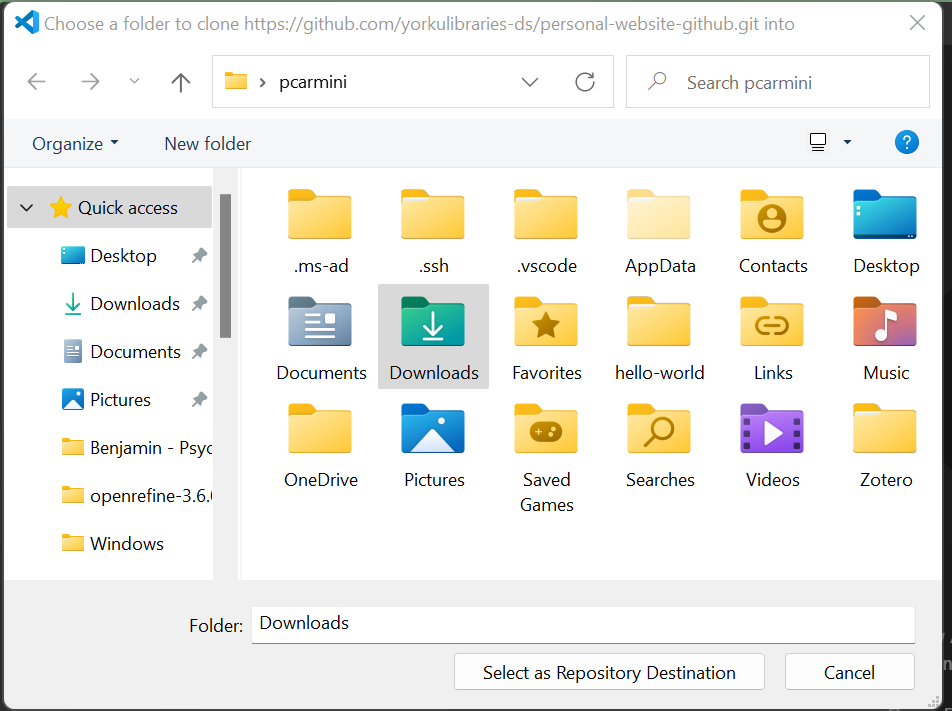 Choose a folder to clone https://github.com/yorkulibraries-ds/personal-website-github.git into
pcarmini
Search pcarmini
Organize
New folder
?
Quick access
Desktop
Downloads
Documents
Pictures
Benjamin - Psyc
openrefine-3.6.
Windows
.ms-ad
.ssh
.vscode
AppData
Contacts
Desktop
Documents
Downloads
Favorites
hello-world
Links
Music
OneDrive
Pictures
Saved
Games
Searches
Videos
Zotero
Folder:
Downloads
Select as Repository Destination
Cancel